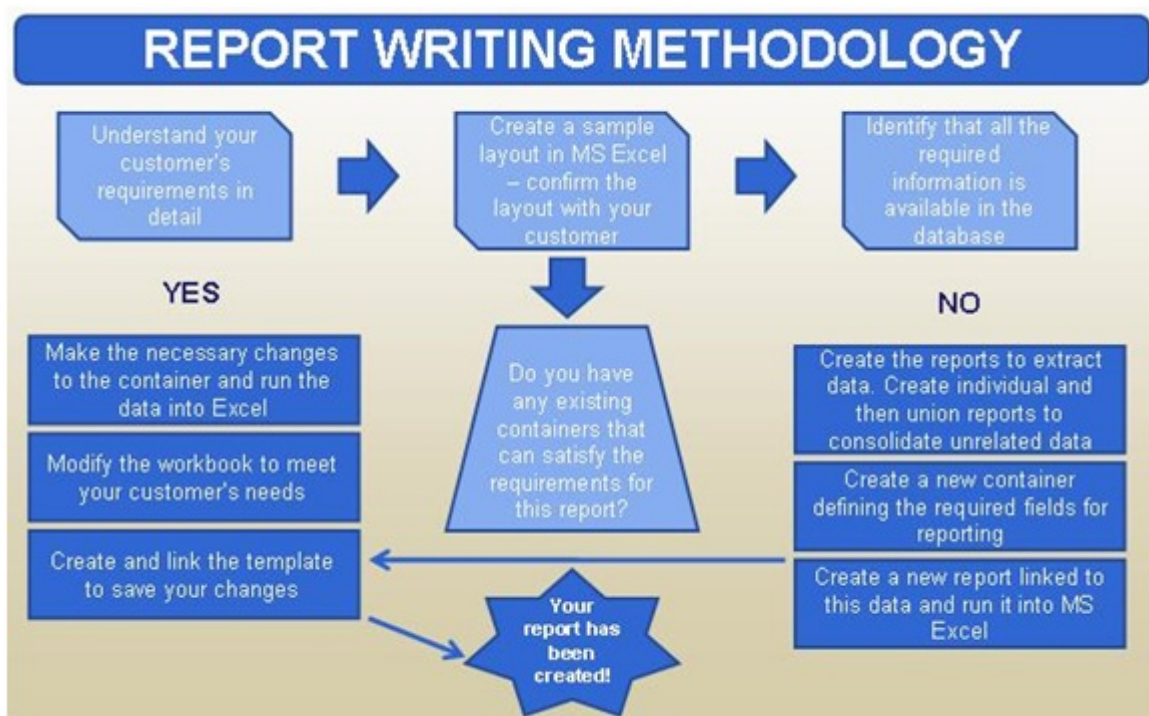 REPORT WRITING METHODOLOGY
Understand your
customer's
requirements in
detail
Create a sample
layout in MS Excel
– confirm the
layout with your
customer
Identify that all the
required
information is
available in the
database
YES
Make the necessary changes
to the container and run the
data into Excel
Modify the workbook to meet
your customer's needs
Create and link the template
to save your changes
Do you have
any existing
containers that
can satisfy the
requirements for
this report?
NO
Create the reports to extract
data. Create individual and
then union reports to
consolidate unrelated data
Create a new container
defining the required fields for
reporting
Create a new report linked to
this data and run it into MS
Excel
Your
report has
been
created!